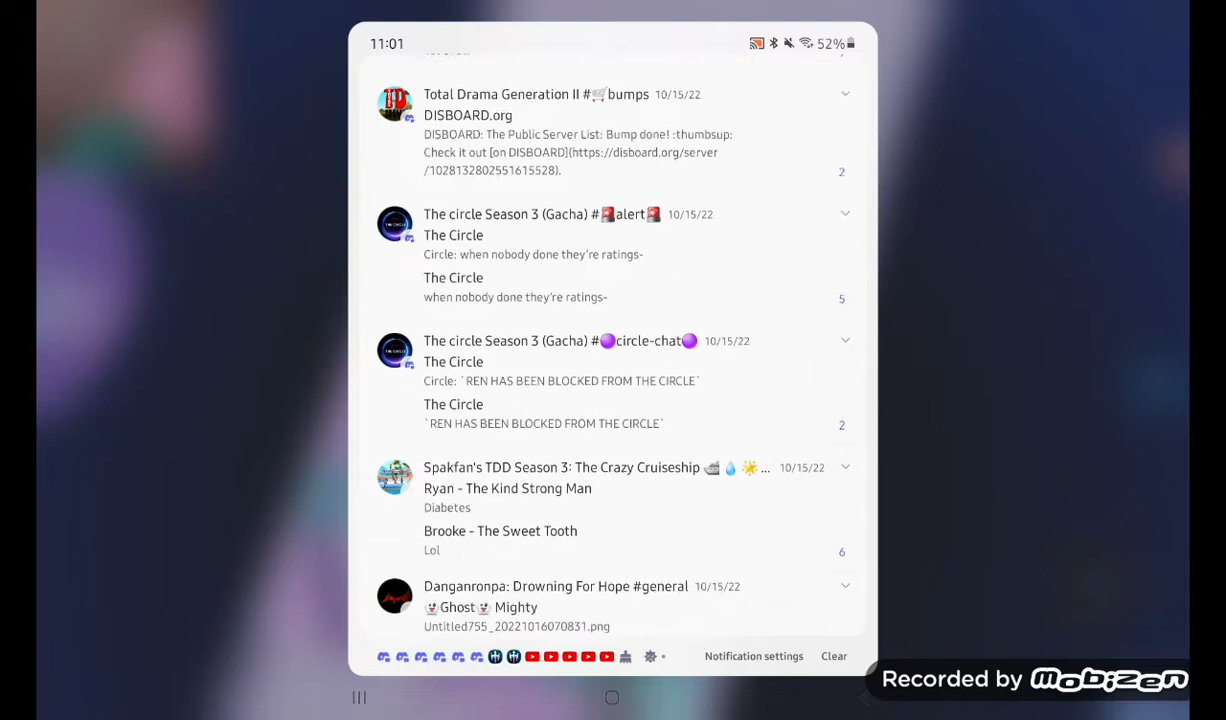 11:01 52%
Total Drama Generation II #🛒bumps 10/15/22
DISBOARD.org
DISBOARD: The Public Server List: Bump done! :thumbsup:
Check it out [on DISBOARD](https://disboard.org/server
/1028132802551615528).
2
The circle Season 3 (Gacha) #🚨alert🚨 10/15/22
The Circle
Circle: when nobody done they're ratings-
The Circle
when nobody done they're ratings-
5
The circle Season 3 (Gacha) #🟣circle-chat🟣 10/15/22
The Circle
Circle: `REN HAS BEEN BLOCKED FROM THE CIRCLE`
The Circle
`REN HAS BEEN BLOCKED FROM THE CIRCLE`
2
Spakfan's TDD Season 3: The Crazy Cruiseship 🛳💧🌟... 10/15/22
Ryan - The Kind Strong Man
Diabetes
Brooke - The Sweet Tooth
Lol
6
Danganronpa: Drowning For Hope #general 10/15/22
👻Ghost👻 Mighty
Untitled755_20221016070831.png
Notification settings Clear
Recorded by MOBIZEN